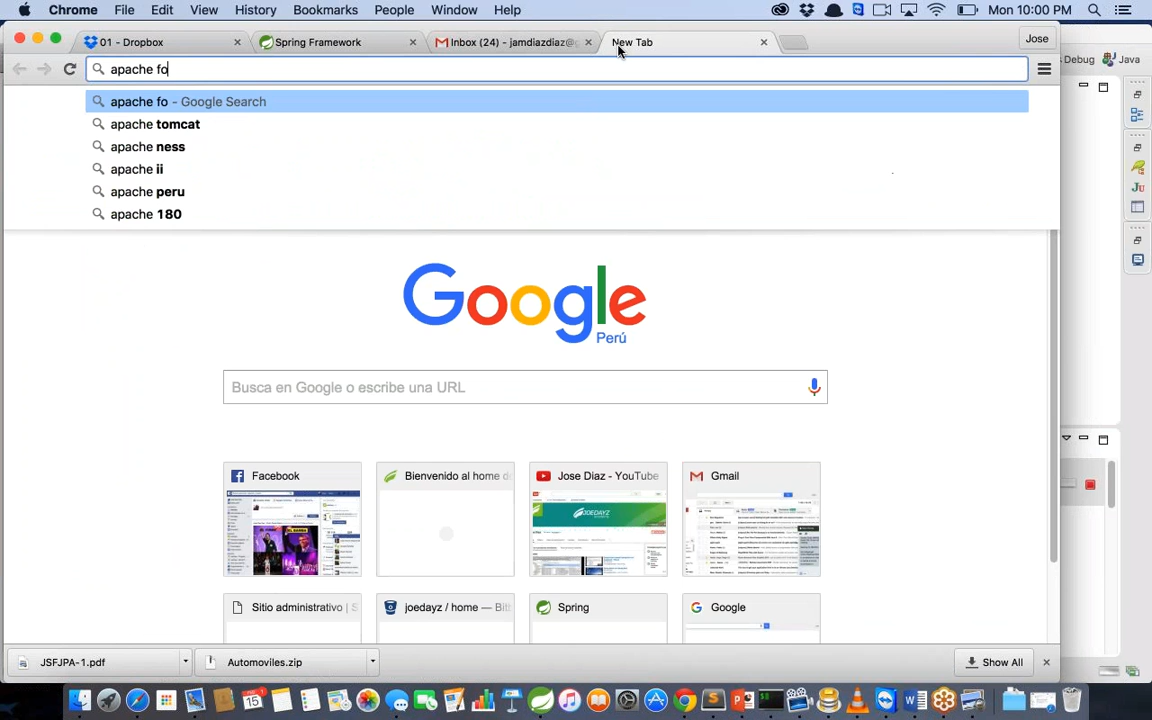 Chrome File Edit View History Bookmarks People Window Help Mon 10:00 PM
01 - Dropbox Spring Framework Inbox (24) - jamdiazdiaz@ New Tab Jose
apache fo
Debug Java
apache fo - Google Search
apache tomcat
apache ness
apache ii
apache peru
apache 180
Google
Perú
Busca en Google o escribe una URL
Facebook Bienvenido al home d Jose Diaz - YouTube Gmail
Sitio administrativo | S joedayz / home — Bitb Spring Google
JSFJPA-1.pdf Automoviles.zip Show All